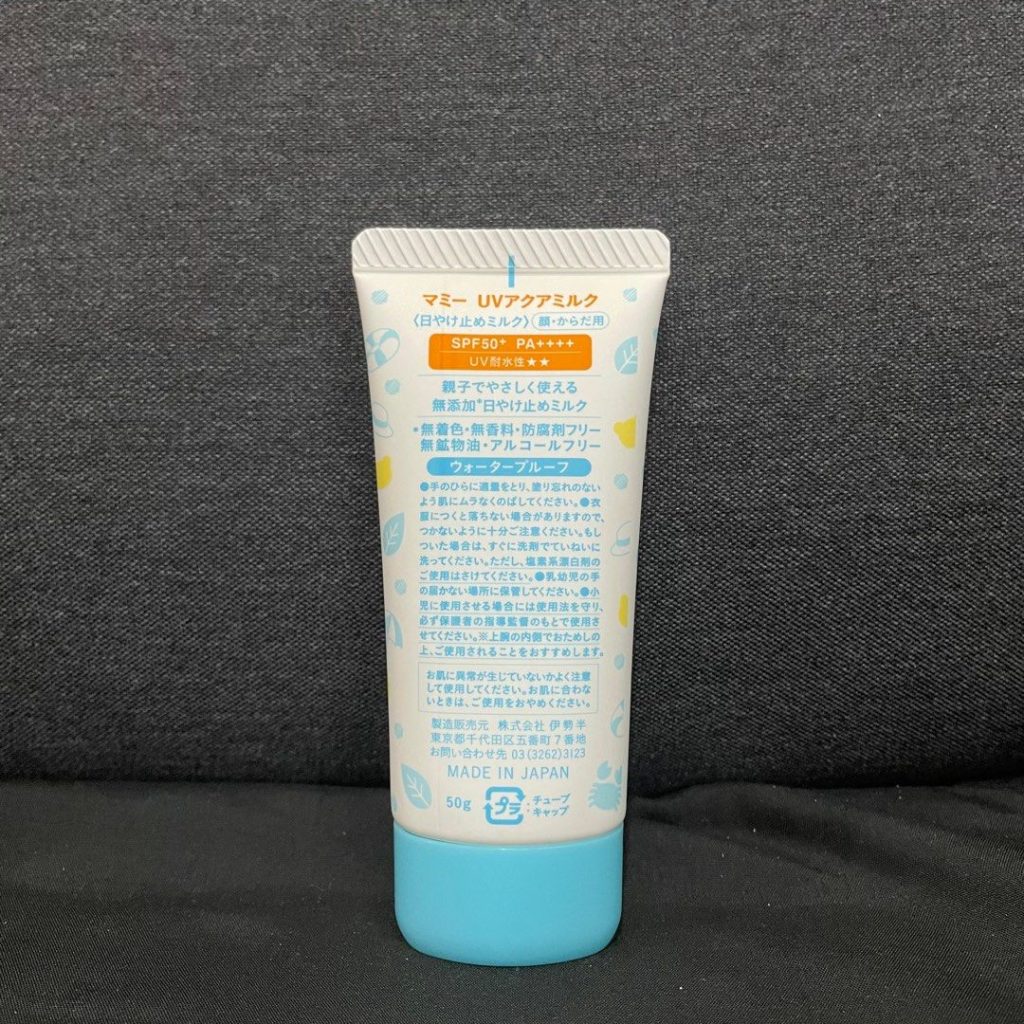 マミー UVアクアミルク
〈日やけ止めミルク〉 顔・からだ用
SPF50+ PA++++
UV耐水性★★
親子でやさしく使える
無添加*日やけ止めミルク
*無着色・無香料・防腐剤フリー
無鉱物油・アルコールフリー
ウォータープルーフ
●手のひらに適量をとり、塗り忘れのない
よう肌にムラなくのばしてください。●衣
服につくと落ちない場合がありますので、
つかないように十分ご注意ください。もし
ついた場合は、すぐに洗剤でていねいに
洗ってください。ただし、塩素系漂白剤の
ご使用はさけてください。●乳幼児の手
の届かない場所に保管してください。●小
児に使用させる場合には使用法を守り、
必ず保護者の指導監督のもとで使用さ
せてください。※上腕の内側でおためしの
上、ご使用されることをおすすめします。
お肌に異常が生じていないかよく注意
して使用してください。お肌に合わな
いときは、ご使用をおやめください。
製造販売元 株式会社 伊勢半
東京都千代田区五番町7番地
お問い合わせ先 03(3262)3123
MADE IN JAPAN
50g プラ :チューブ
:キャップ